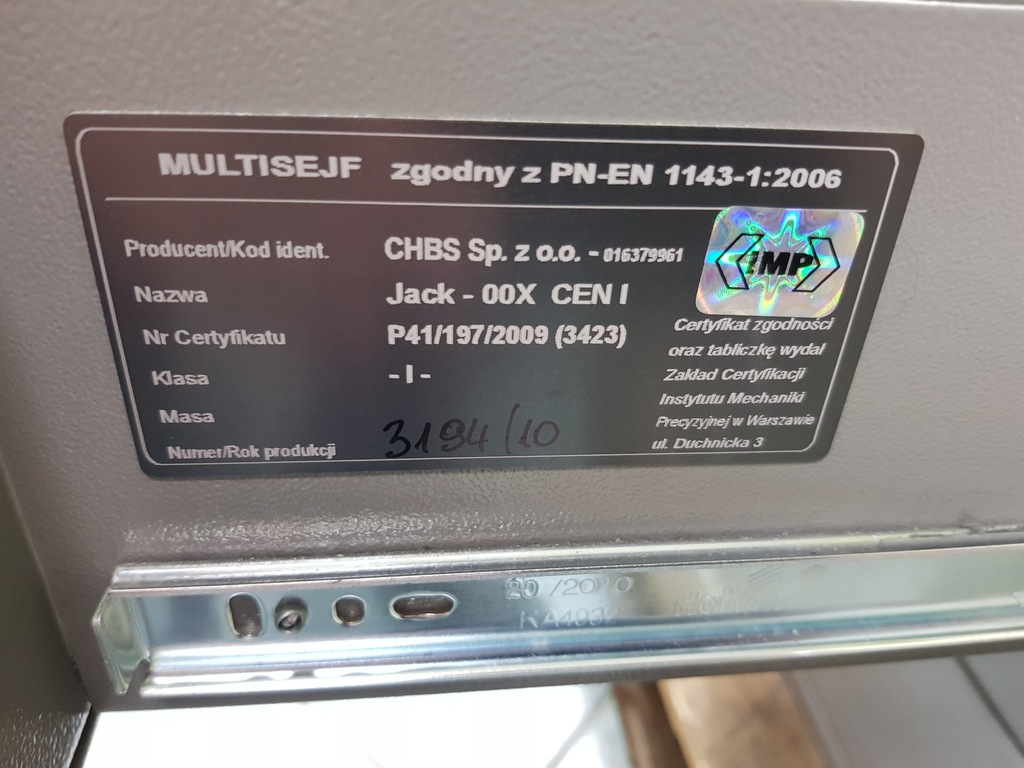 MULTISEJF zgodny z PN-EN 1143-1:2006
Producent/Kod ident. CHBS Sp. z o.o. - 016379961
Nazwa Jack - 00X CEN I
Nr Certyfikatu P41/197/2009 (3423)
Klasa - I -
Masa
Numer/Rok produkcji 3194/10
IMP
Certyfikat zgodności
oraz tabliczkę wydał
Zakład Certyfikacji
Instytutu Mechaniki
Precyzyjnej w Warszawie
ul. Duchnicka 3
20 /2010
KA4932